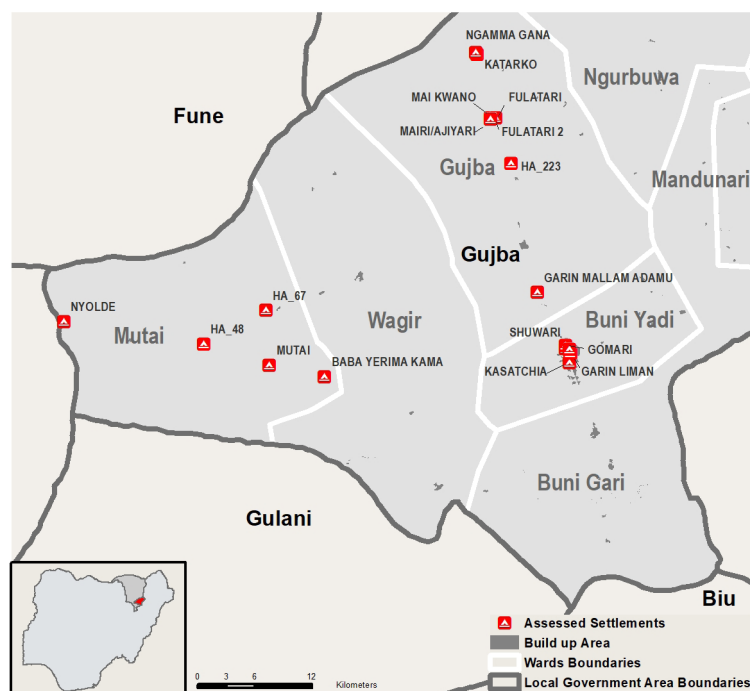 NGAMMA GANA
KATARKO
Ngurbuwa
MAI KWANO
FULATARI
Fune
MAIRI/AJIYARI
FULATARI 2
Gujba
HA_223
Mandunari
Gujba
GARIN MALLAM ADAMU
HA_67
NYOLDE
Wagir
Buni Yadi
Mutai
HA_48
SHUWARI
GOMARI
MUTAI
BABA YERIMA KAMA
KASATCHIA
GARIN LIMAN
Buni Gari
Gulani
Biu
Assessed Settlements
Build up Area
Wards Boundaries
Local Government Area Boundaries
0 3 6 12
Kilometers